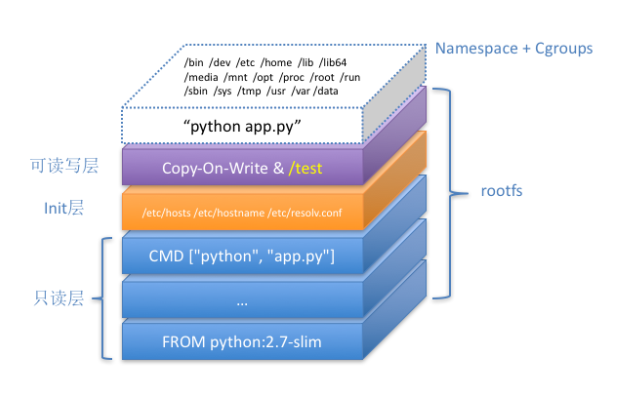 Namespace + Cgroups
/bin /dev /etc /home /lib /lib64
/media /mnt /opt /proc /root /run
/sbin /sys /tmp /usr /var /data
“python app.py”
可读写层
Copy-On-Write & /test
rootfs
Init层
/etc/hosts /etc/hostname /etc/resolv.conf
CMD ["python", "app.py"]
只读层
...
FROM python:2.7-slim